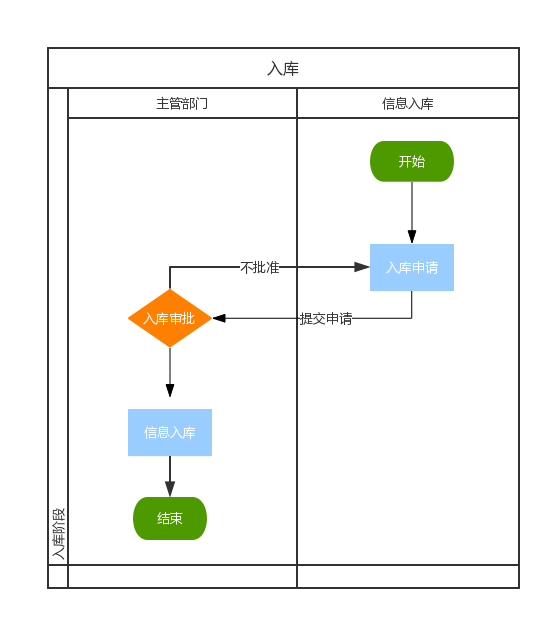 入库
主管部门
信息入库
开始
不批准
入库申请
入库审批
提交申请
信息入库
结束
入库阶段